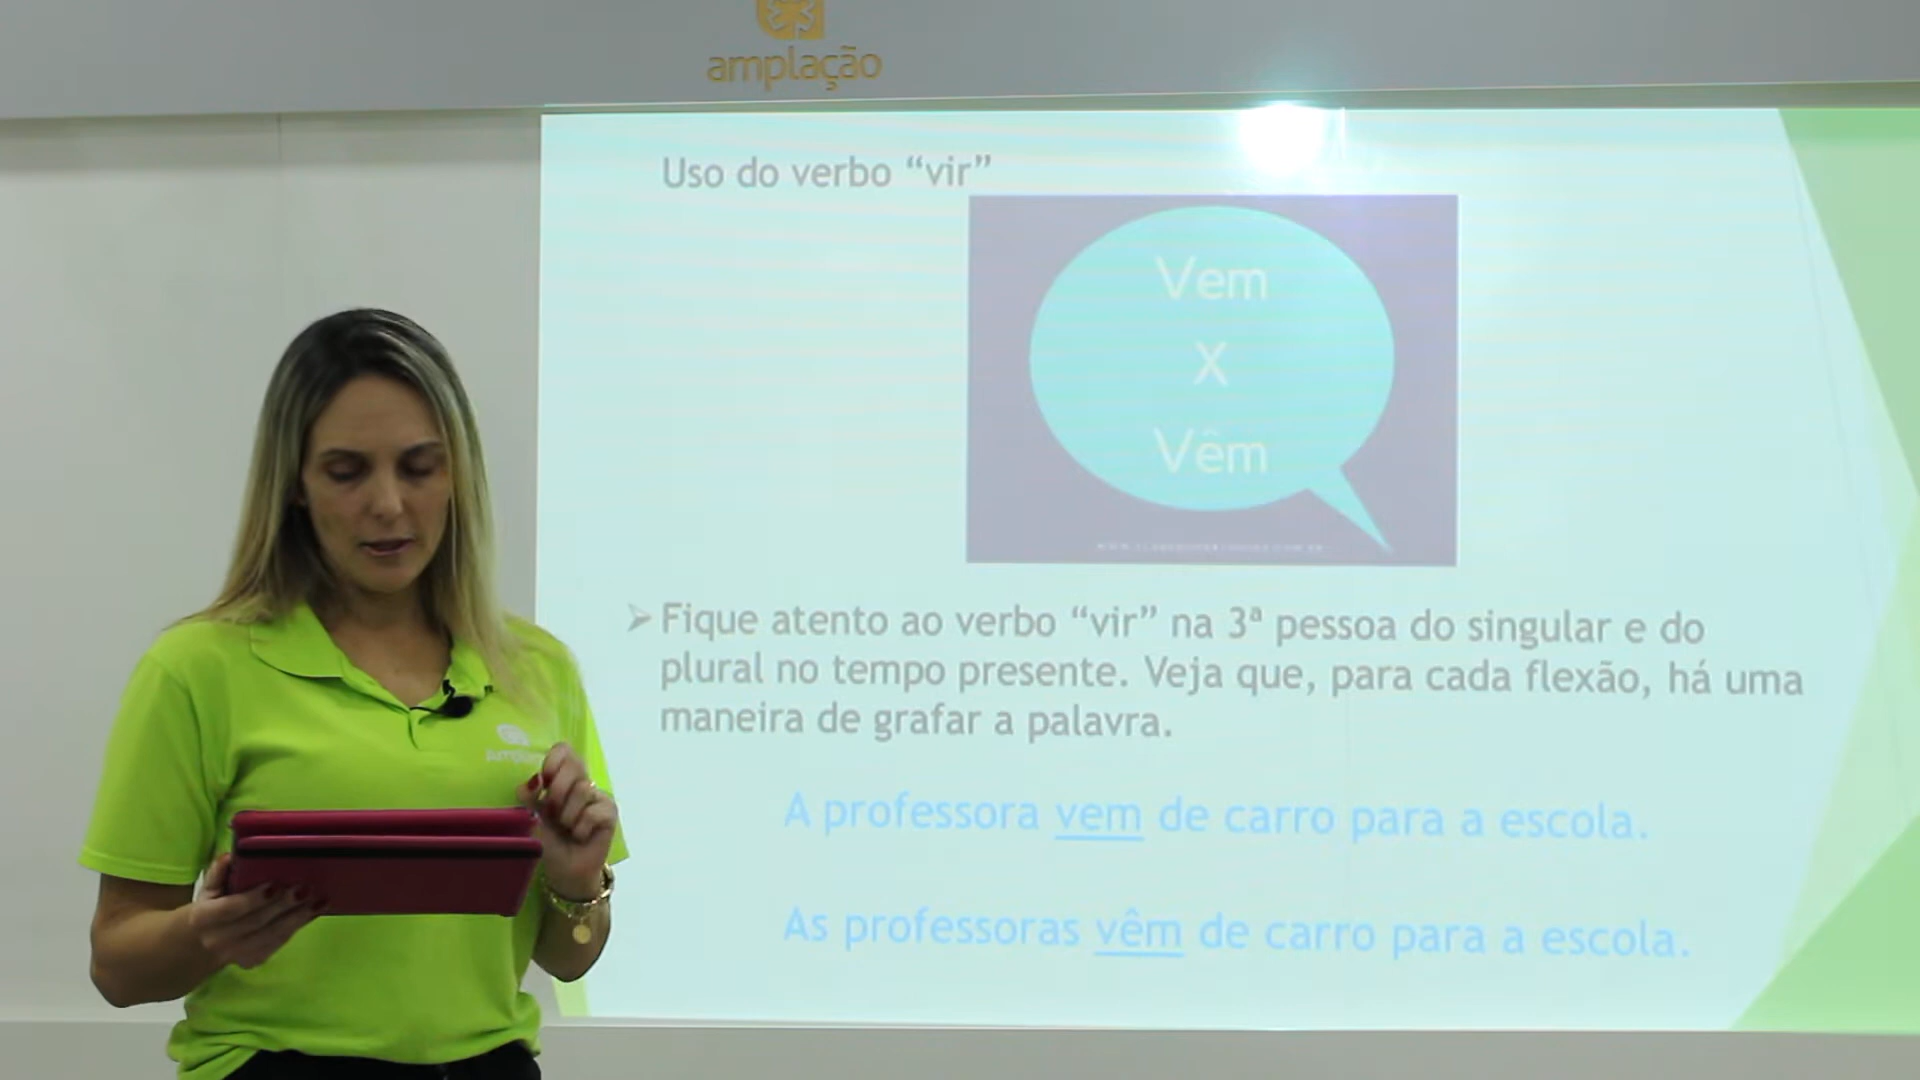 amplação
Uso do verbo “vir”
Vem
X
Vêm
➢ Fique atento ao verbo “vir” na 3ª pessoa do singular e do
plural no tempo presente. Veja que, para cada flexão, há uma
maneira de grafar a palavra.
A professora vem de carro para a escola.
As professoras vêm de carro para a escola.